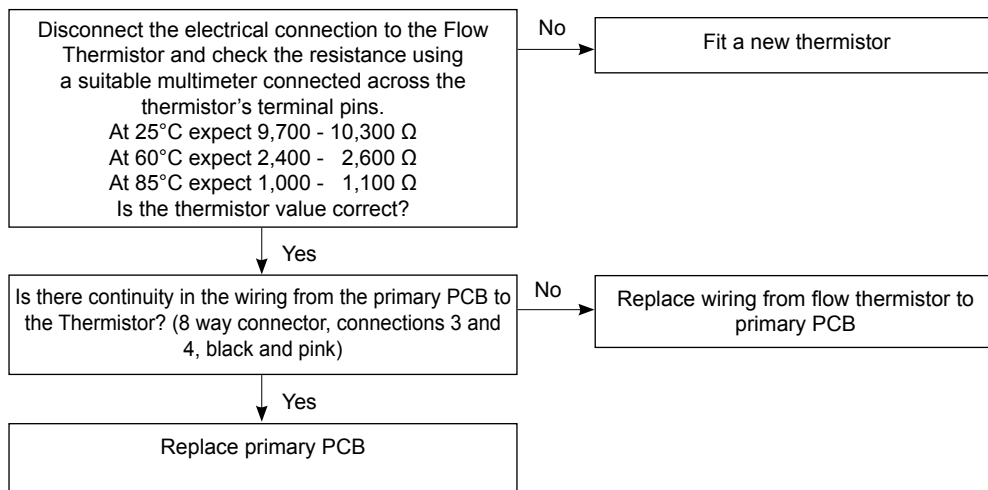 Disconnect the electrical connection to the Flow
Thermistor and check the resistance using
a suitable multimeter connected across the
thermistor’s terminal pins.
At 25°C expect 9,700 - 10,300 Ω
At 60°C expect 2,400 - 2,600 Ω
At 85°C expect 1,000 - 1,100 Ω
Is the thermistor value correct?
No
Fit a new thermistor
Yes
Is there continuity in the wiring from the primary PCB to
the Thermistor? (8 way connector, connections 3 and
4, black and pink)
No
Replace wiring from flow thermistor to
primary PCB
Yes
Replace primary PCB